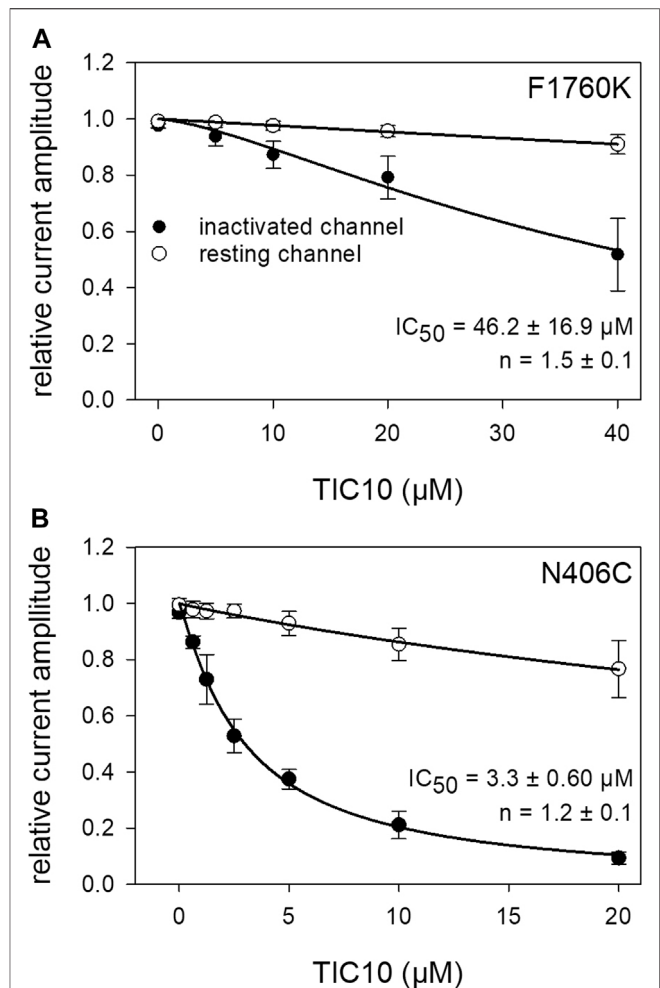 A
1.2
F1760K
1.0
0.8
0.6
0.4
0.2
0.0
relative current amplitude
inactivated channel
resting channel
IC50 = 46.2 ± 16.9 µM
n = 1.5 ± 0.1
0 10 20 30 40
TIC10 (µM)
B
1.2
N406C
1.0
0.8
0.6
0.4
0.2
0.0
relative current ampllitude
IC50 = 3.3 ± 0.60 µM
n = 1.2 ± 0.1
0 5 10 15 20
TIC10 (µM)